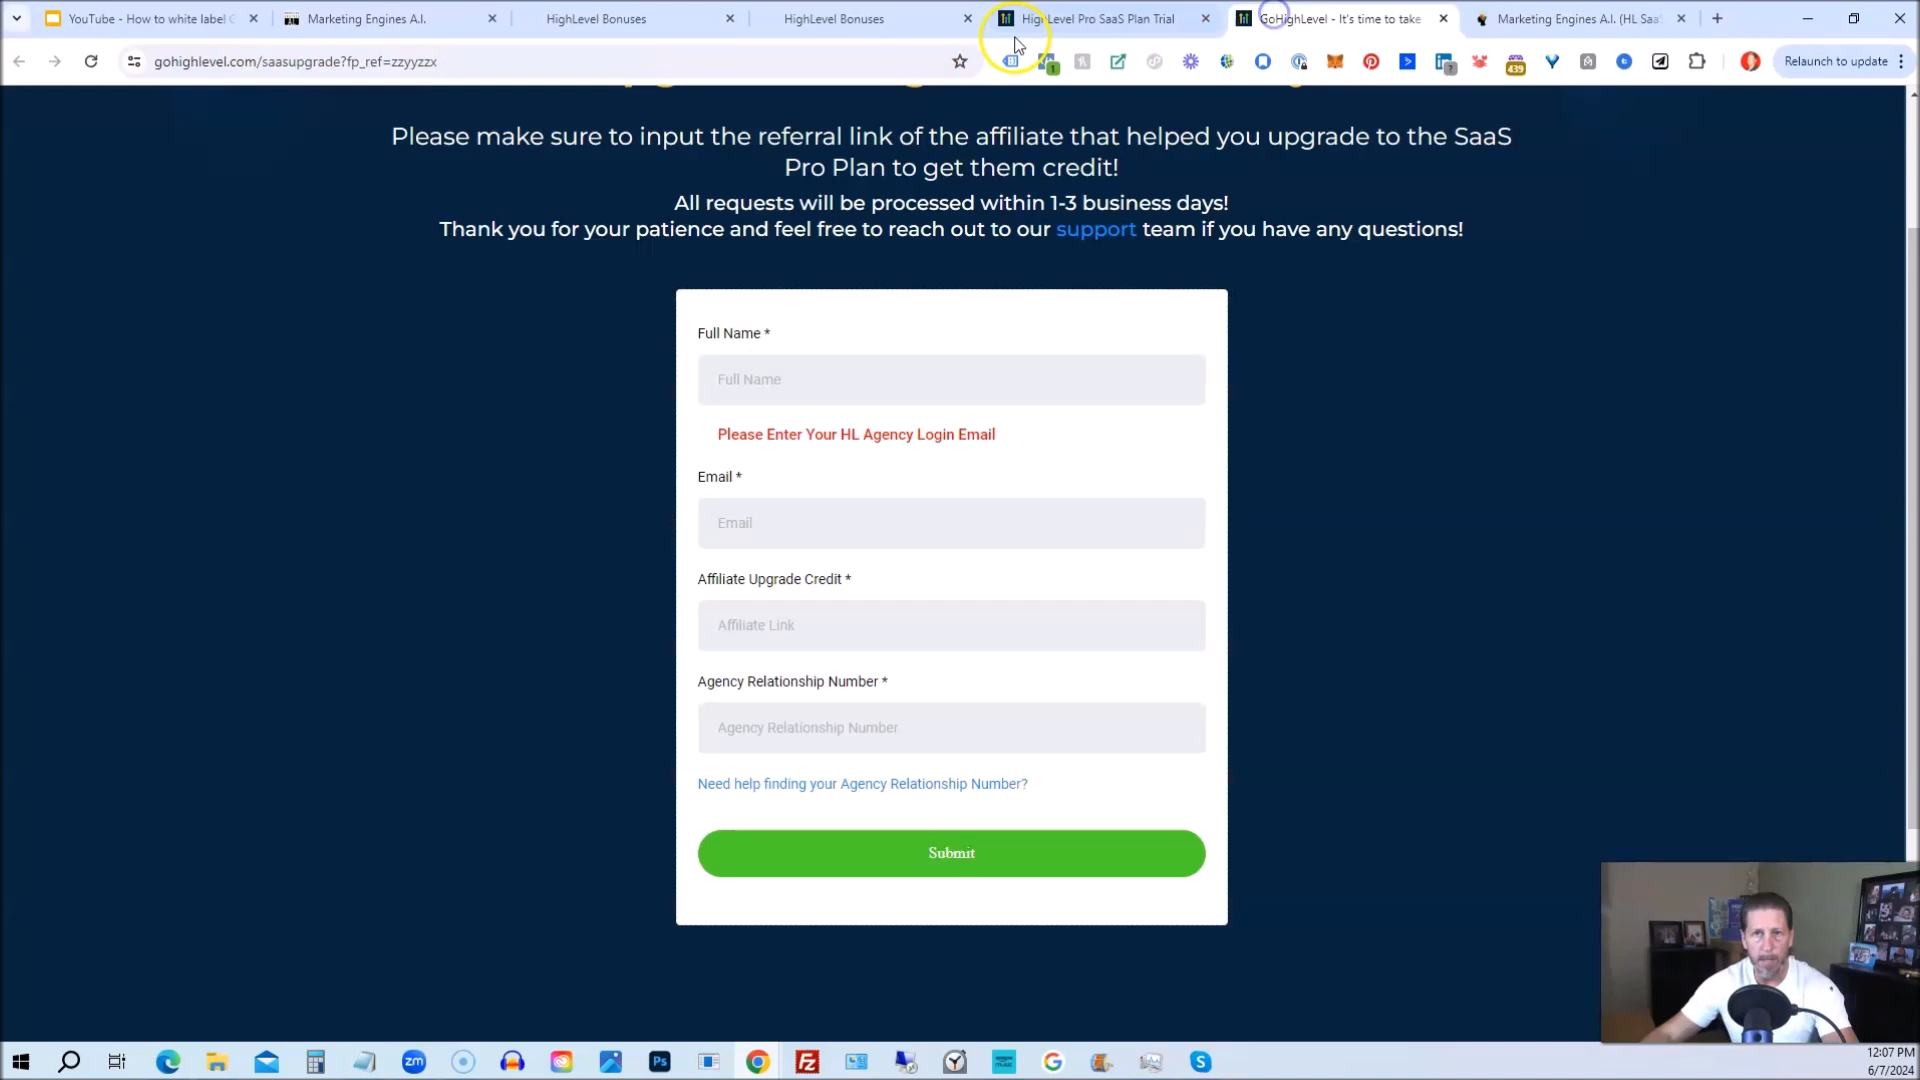 YouTube - How to white label G
Marketing Engines A.I.
HighLevel Bonuses
HighLevel Bonuses
HighLevel Pro SaaS Plan Trial
GoHighLevel - It's time to take
Marketing Engines A.I. (HL Saa
gohighlevel.com/saasupgrade?fp_ref=zzyyzzx
1
439
Relaunch to update
Please make sure to input the referral link of the affiliate that helped you upgrade to the SaaS
Pro Plan to get them credit!
All requests will be processed within 1-3 business days!
Thank you for your patience and feel free to reach out to our support team if you have any questions!
Full Name *
Full Name
Please Enter Your HL Agency Login Email
Email *
Email
Affiliate Upgrade Credit *
Affiliate Link
Agency Relationship Number *
Agency Relationship Number
Need help finding your Agency Relationship Number?
Submit
zm
Ps
12:07 PM
6/7/2024